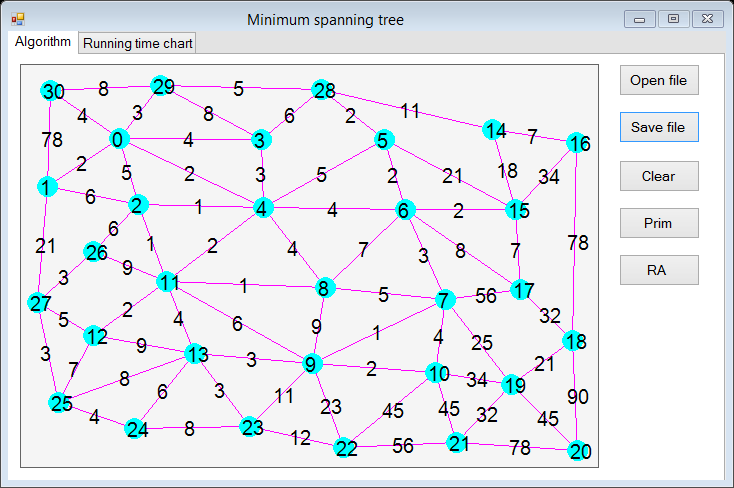 Minimum spanning tree
Algorithm Running time chart
30 8 29 5 28
4 3 8 6 2 11 14 7 16
78 0 4 3 5
2 5 2 3 5 2 21 18 34
1 6 2 1 4 4 6 2 15
21 6 1 2 4 7 3 8 7 78
26 9 11 1 8 5 7 56 17
3 2 4 6 9 1 4 25 32
27 5 12 9 13 3 9 2 10 34 19 21 18
3 7 8 6 3 11 23 45 45 32 45 90
25 4 24 8 23 12 22 56 21 78 20
Open file
Save file
Clear
Prim
RA